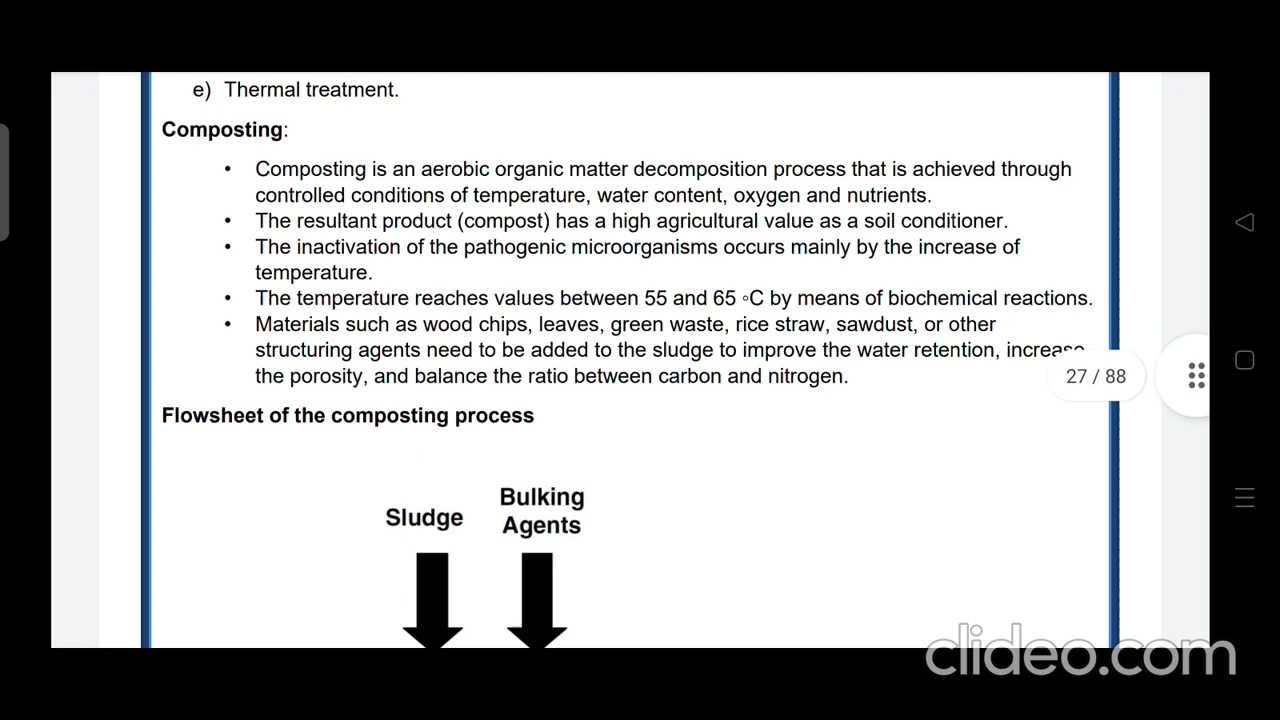 e) Thermal treatment.
Composting:
• Composting is an aerobic organic matter decomposition process that is achieved through
controlled conditions of temperature, water content, oxygen and nutrients.
• The resultant product (compost) has a high agricultural value as a soil conditioner.
• The inactivation of the pathogenic microorganisms occurs mainly by the increase of
temperature.
• The temperature reaches values between 55 and 65 ◦C by means of biochemical reactions.
• Materials such as wood chips, leaves, green waste, rice straw, sawdust, or other
structuring agents need to be added to the sludge to improve the water retention, increase
the porosity, and balance the ratio between carbon and nitrogen.
27 / 88
Flowsheet of the composting process
Sludge
Bulking
Agents
clideo.com